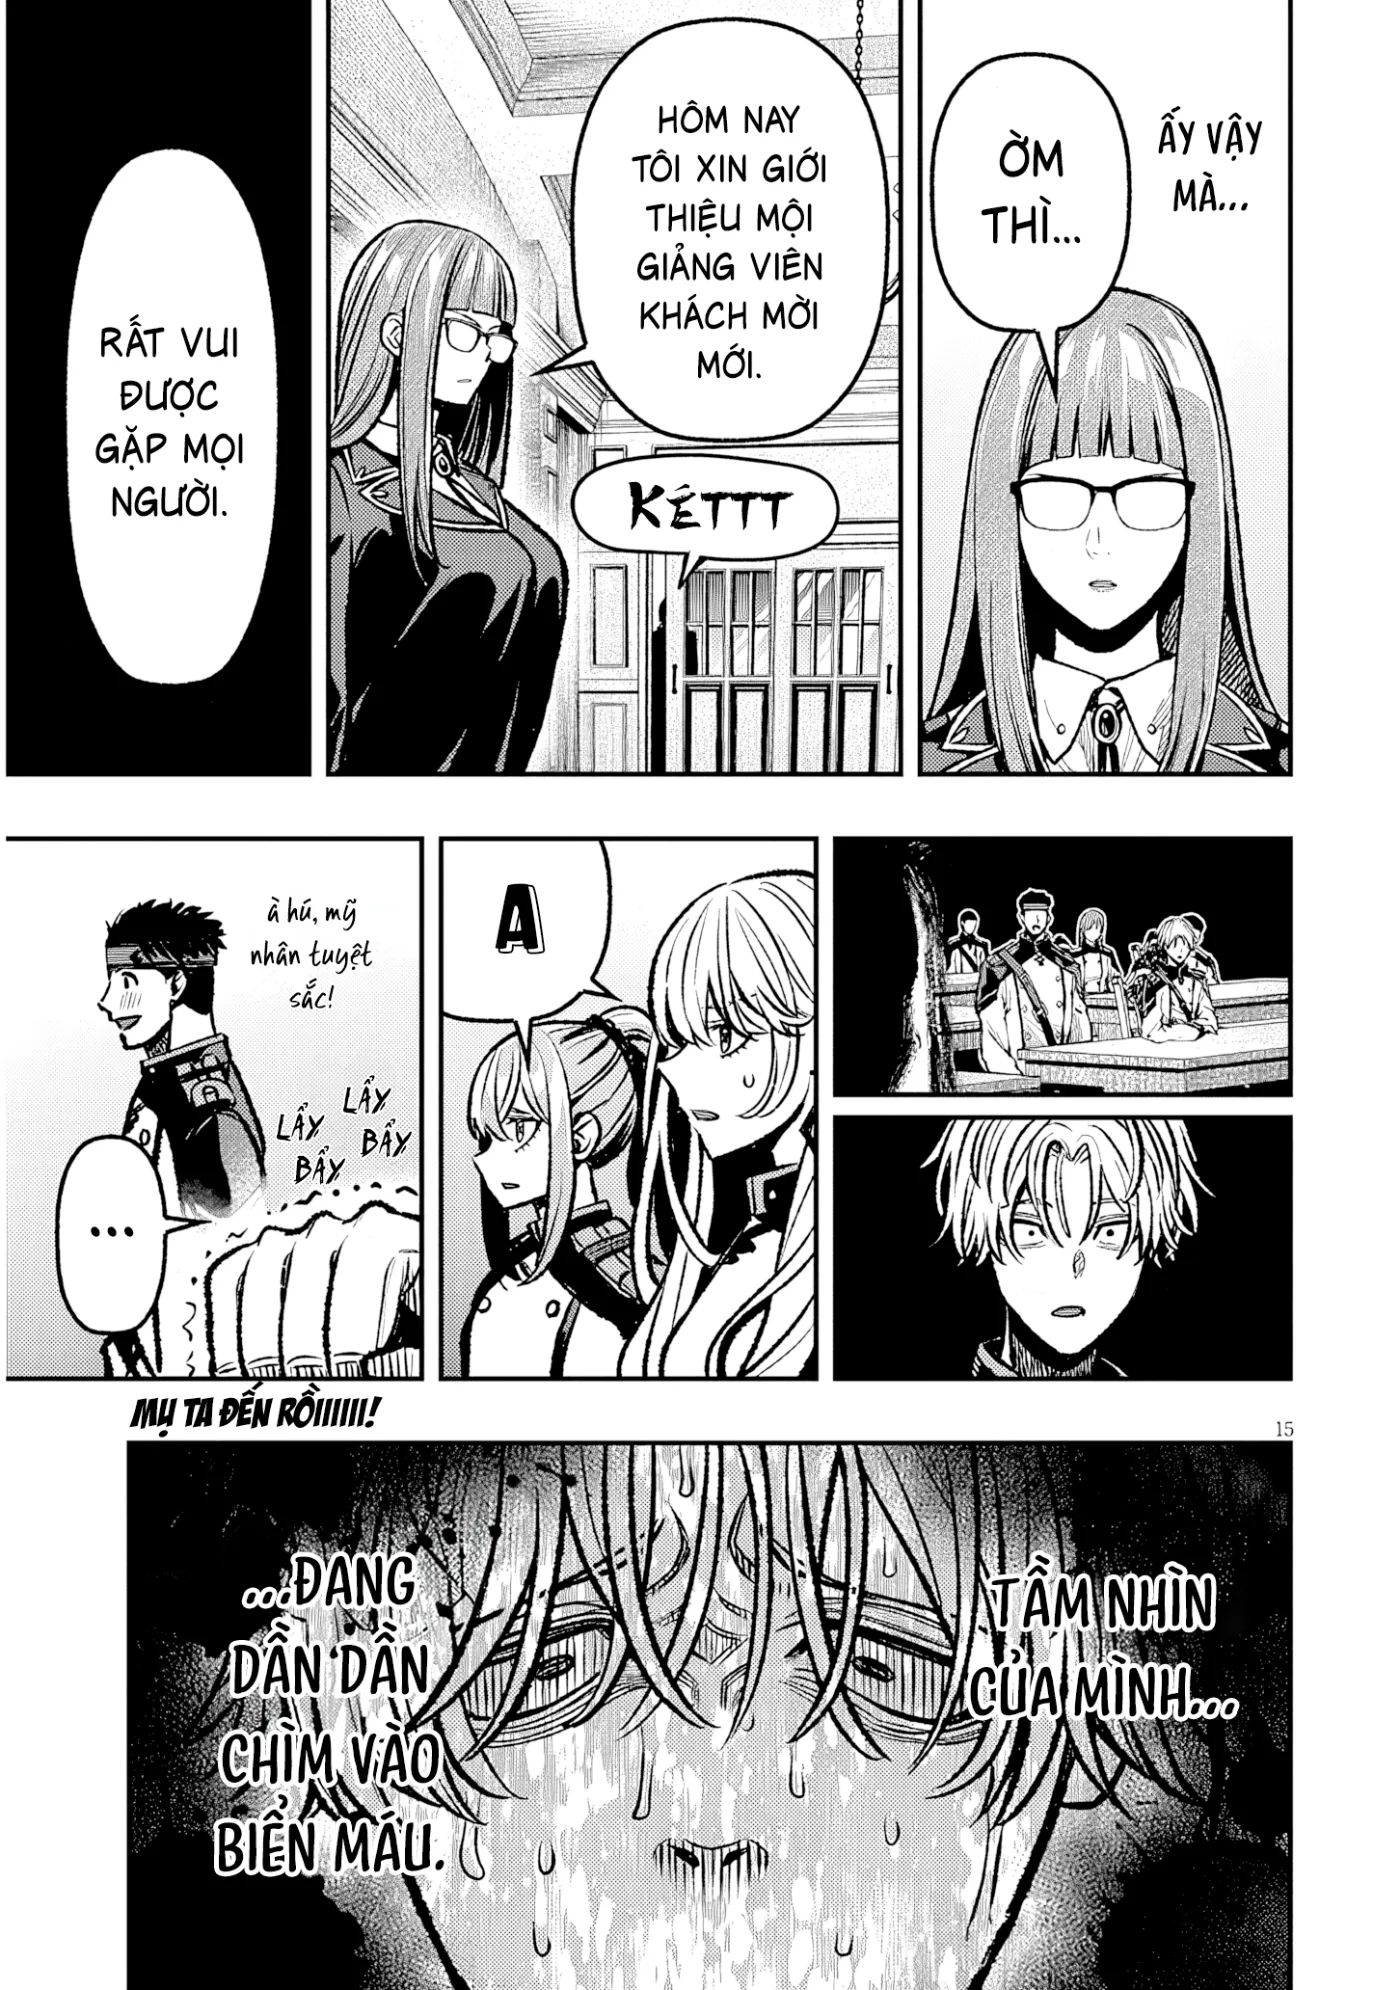 ẤY VẬY
MÀ...
ỜM
THÌ...
HÔM NAY
TÔI XIN GIỚI
THIỆU MỘI
GIẢNG VIÊN
KHÁCH MỜI
MỚI.
KÉTTT
RẤT VUI
ĐƯỢC
GẶP MỌI
NGƯỜI.
A
à hú, mỹ
nhân tuyệt
sắc!
LẨY
BẨY
LẨY
BẨY
...
MỤ TA ĐẾN RỒIIIIII!
15
TẦM NHÌN
CỦA MÌNH...
...ĐANG
DẦN DẦN
CHÌM VÀO
BIỂN MÁU.